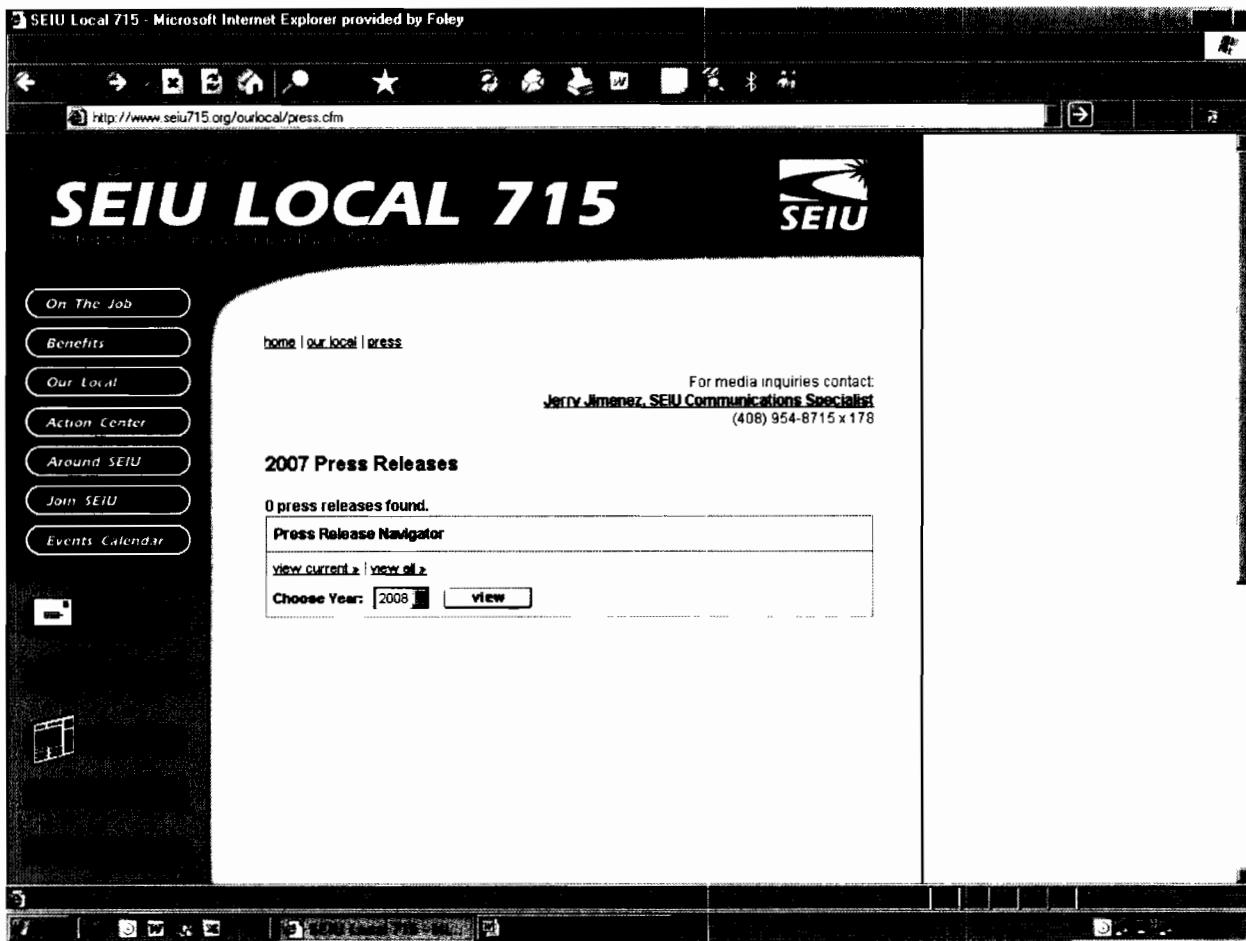 SEIU Local 715 - Microsoft Internet Explorer provided by Foley
http://www.seiu715.org/ourlocal/press.cfm
SEIU LOCAL 715
SEIU
On The Job
Benefits
Our Local
Action Center
Around SEIU
Join SEIU
Events Calendar
home | our local | press
For media inquiries contact:
Jerry Jimenez, SEIU Communications Specialist
(408) 954-8715 x 178
2007 Press Releases
0 press releases found.
Press Release Navigator
view current » | view all »
Choose Year: 2008 view